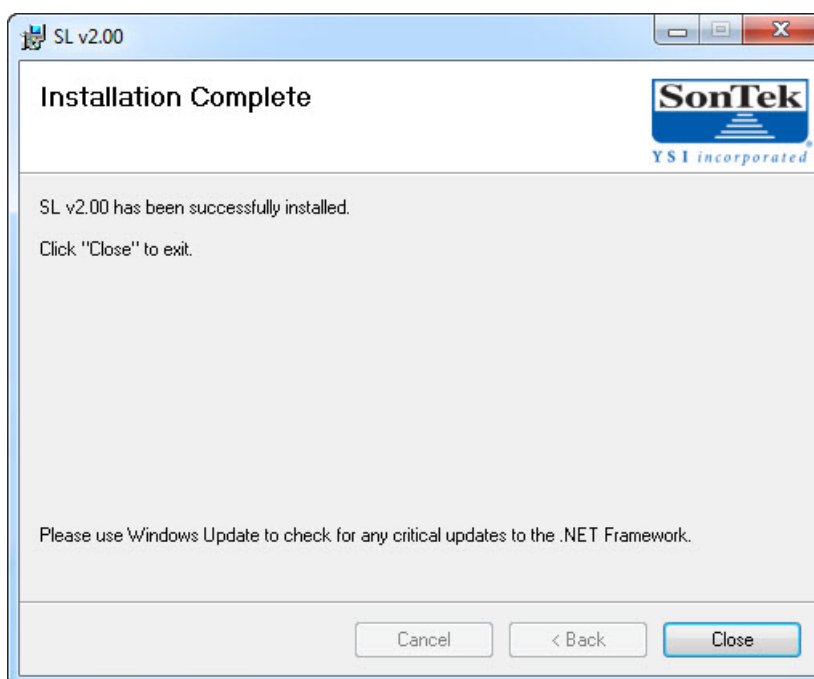 SL v2.00
Installation Complete
SonTek
YSI incorporated
SL v2.00 has been successfully installed.
Click "Close" to exit.
Please use Windows Update to check for any critical updates to the .NET Framework.
Cancel
< Back
Close